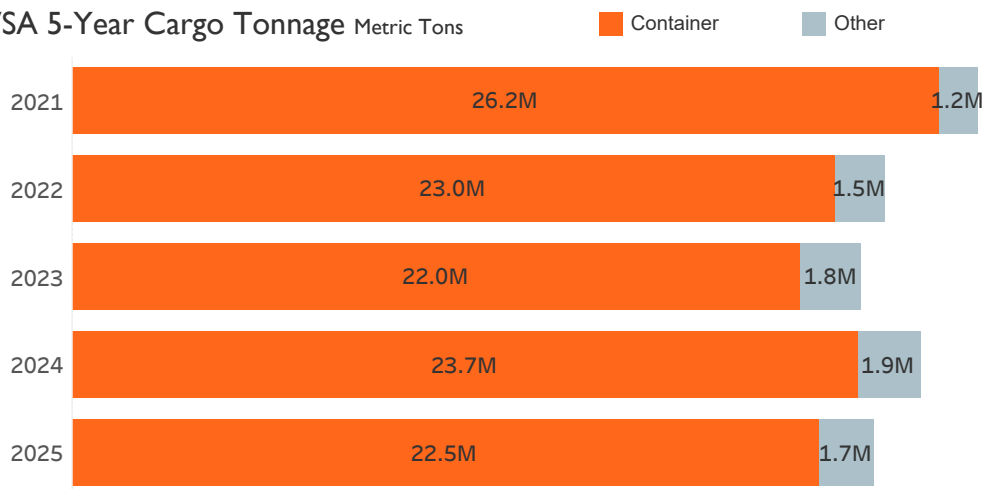 5-Year Cargo Tonnage Metric Tons
Container
Other
2021 26.2M 1.2M
2022 23.0M 1.5M
2023 22.0M 1.8M
2024 23.7M 1.9M
2025 22.5M 1.7M